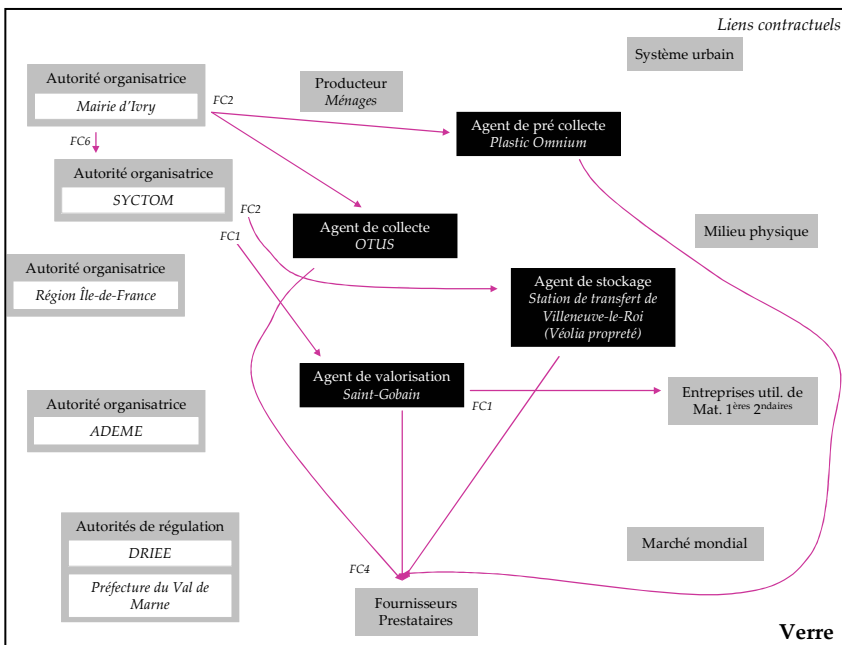 Liens contractuels
Système urbain
Autorité organisatrice
Mairie d'Ivry
FC2
Producteur
Ménages
Agent de pré collecte
Plastic Omnium
FC6
Autorité organisatrice
SYCTOM
FC2
FC1
Agent de collecte
OTUS
Milieu physique
Autorité organisatrice
Région Île-de-France
Agent de stockage
Station de transfert de
Villeneuve-le-Roi
(Véolia propreté)
Agent de valorisation
Saint-Gobain
FC1
Entreprises util. de
Mat. 1ères 2ndaires
Autorité organisatrice
ADEME
Autorités de régulation
DRIEE
Préfecture du Val de
Marne
Marché mondial
FC4
Fournisseurs
Prestataires
Verre